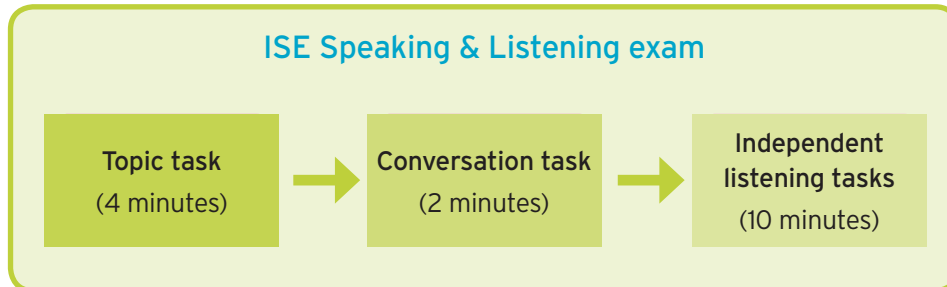 ISE Speaking & Listening exam
Topic task
(4 minutes)
Conversation task
(2 minutes)
Independent
listening tasks
(10 minutes)